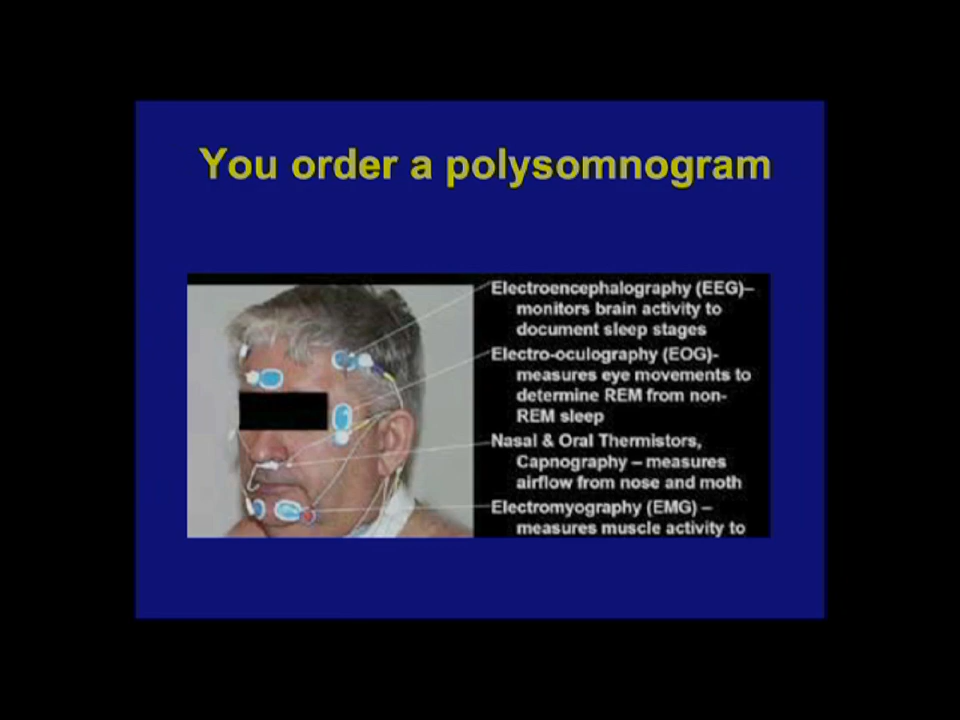 You order a polysomnogram
Electroencephalography (EEG)–
monitors brain activity to
document sleep stages
Electro-oculography (EOG)-
measures eye movements to
determine REM from non-
REM sleep
Nasal & Oral Thermistors,
Capnography – measures
airflow from nose and moth
Electromyography (EMG) –
measures muscle activity to